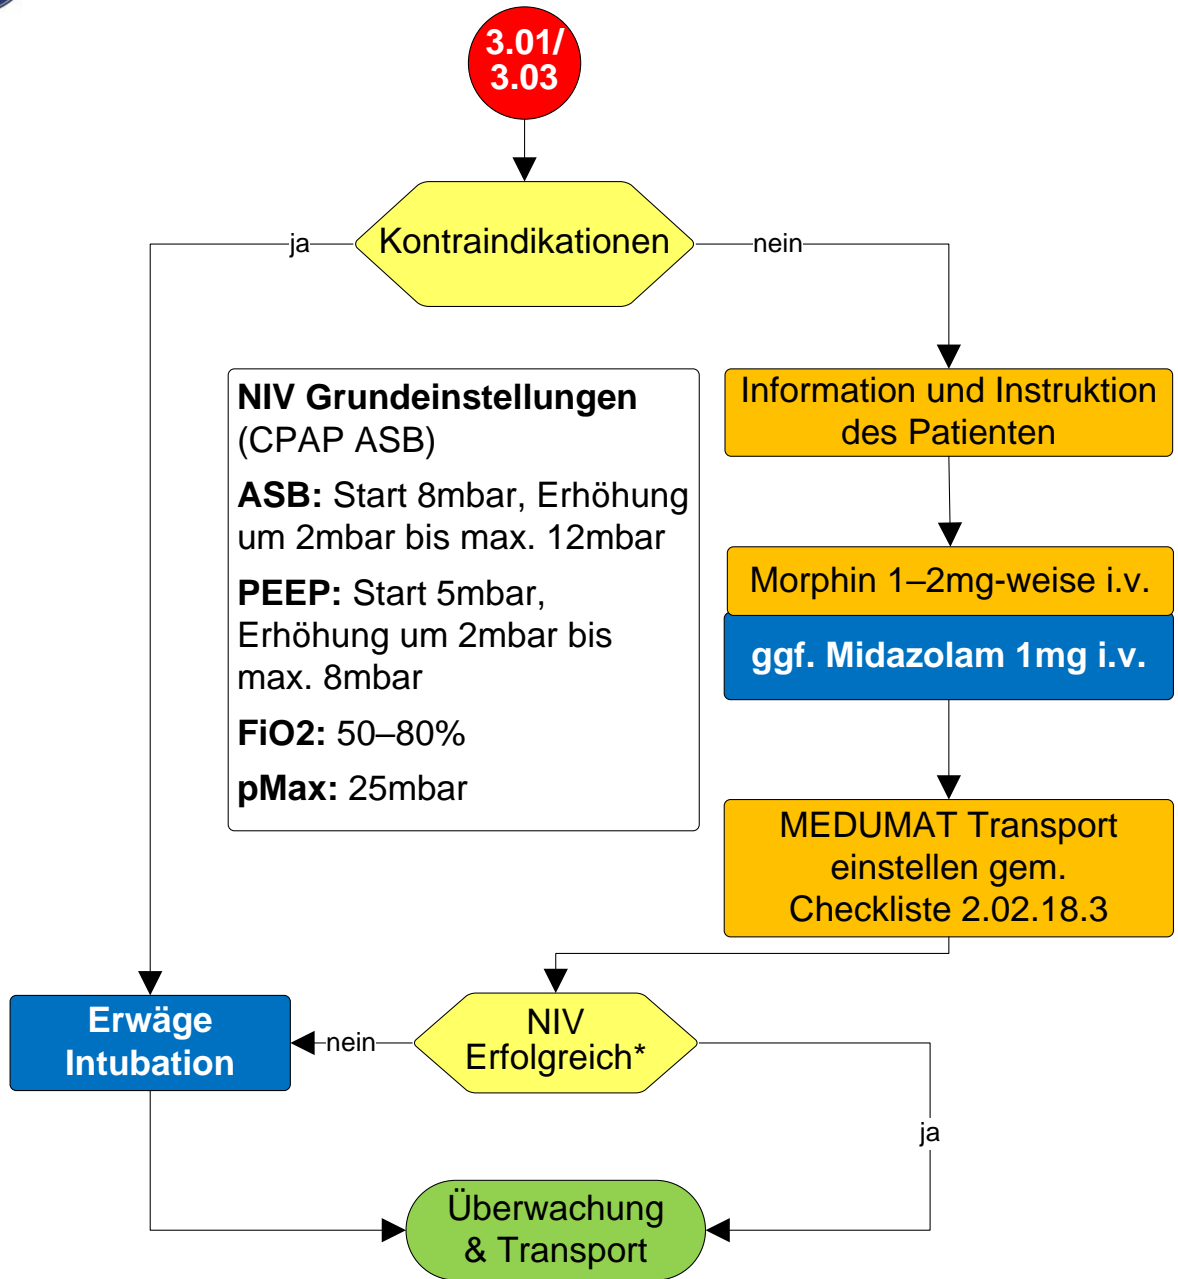 3.01/
3.03
Kontraindikationen
ja
nein
Information und Instruktion
des Patienten
NIV Grundeinstellungen
(CPAP ASB)
ASB: Start 8mbar, Erhöhung
um 2mbar bis max. 12mbar
PEEP: Start 5mbar,
Erhöhung um 2mbar bis
max. 8mbar
FiO2: 50–80%
pMax: 25mbar
Morphin 1–2mg-weise i.v.
ggf. Midazolam 1mg i.v.
MEDUMAT Transport
einstellen gem.
Checkliste 2.02.18.3
NIV
Erfolgreich*
nein
ja
Erwäge
Intubation
Überwachung
& Transport